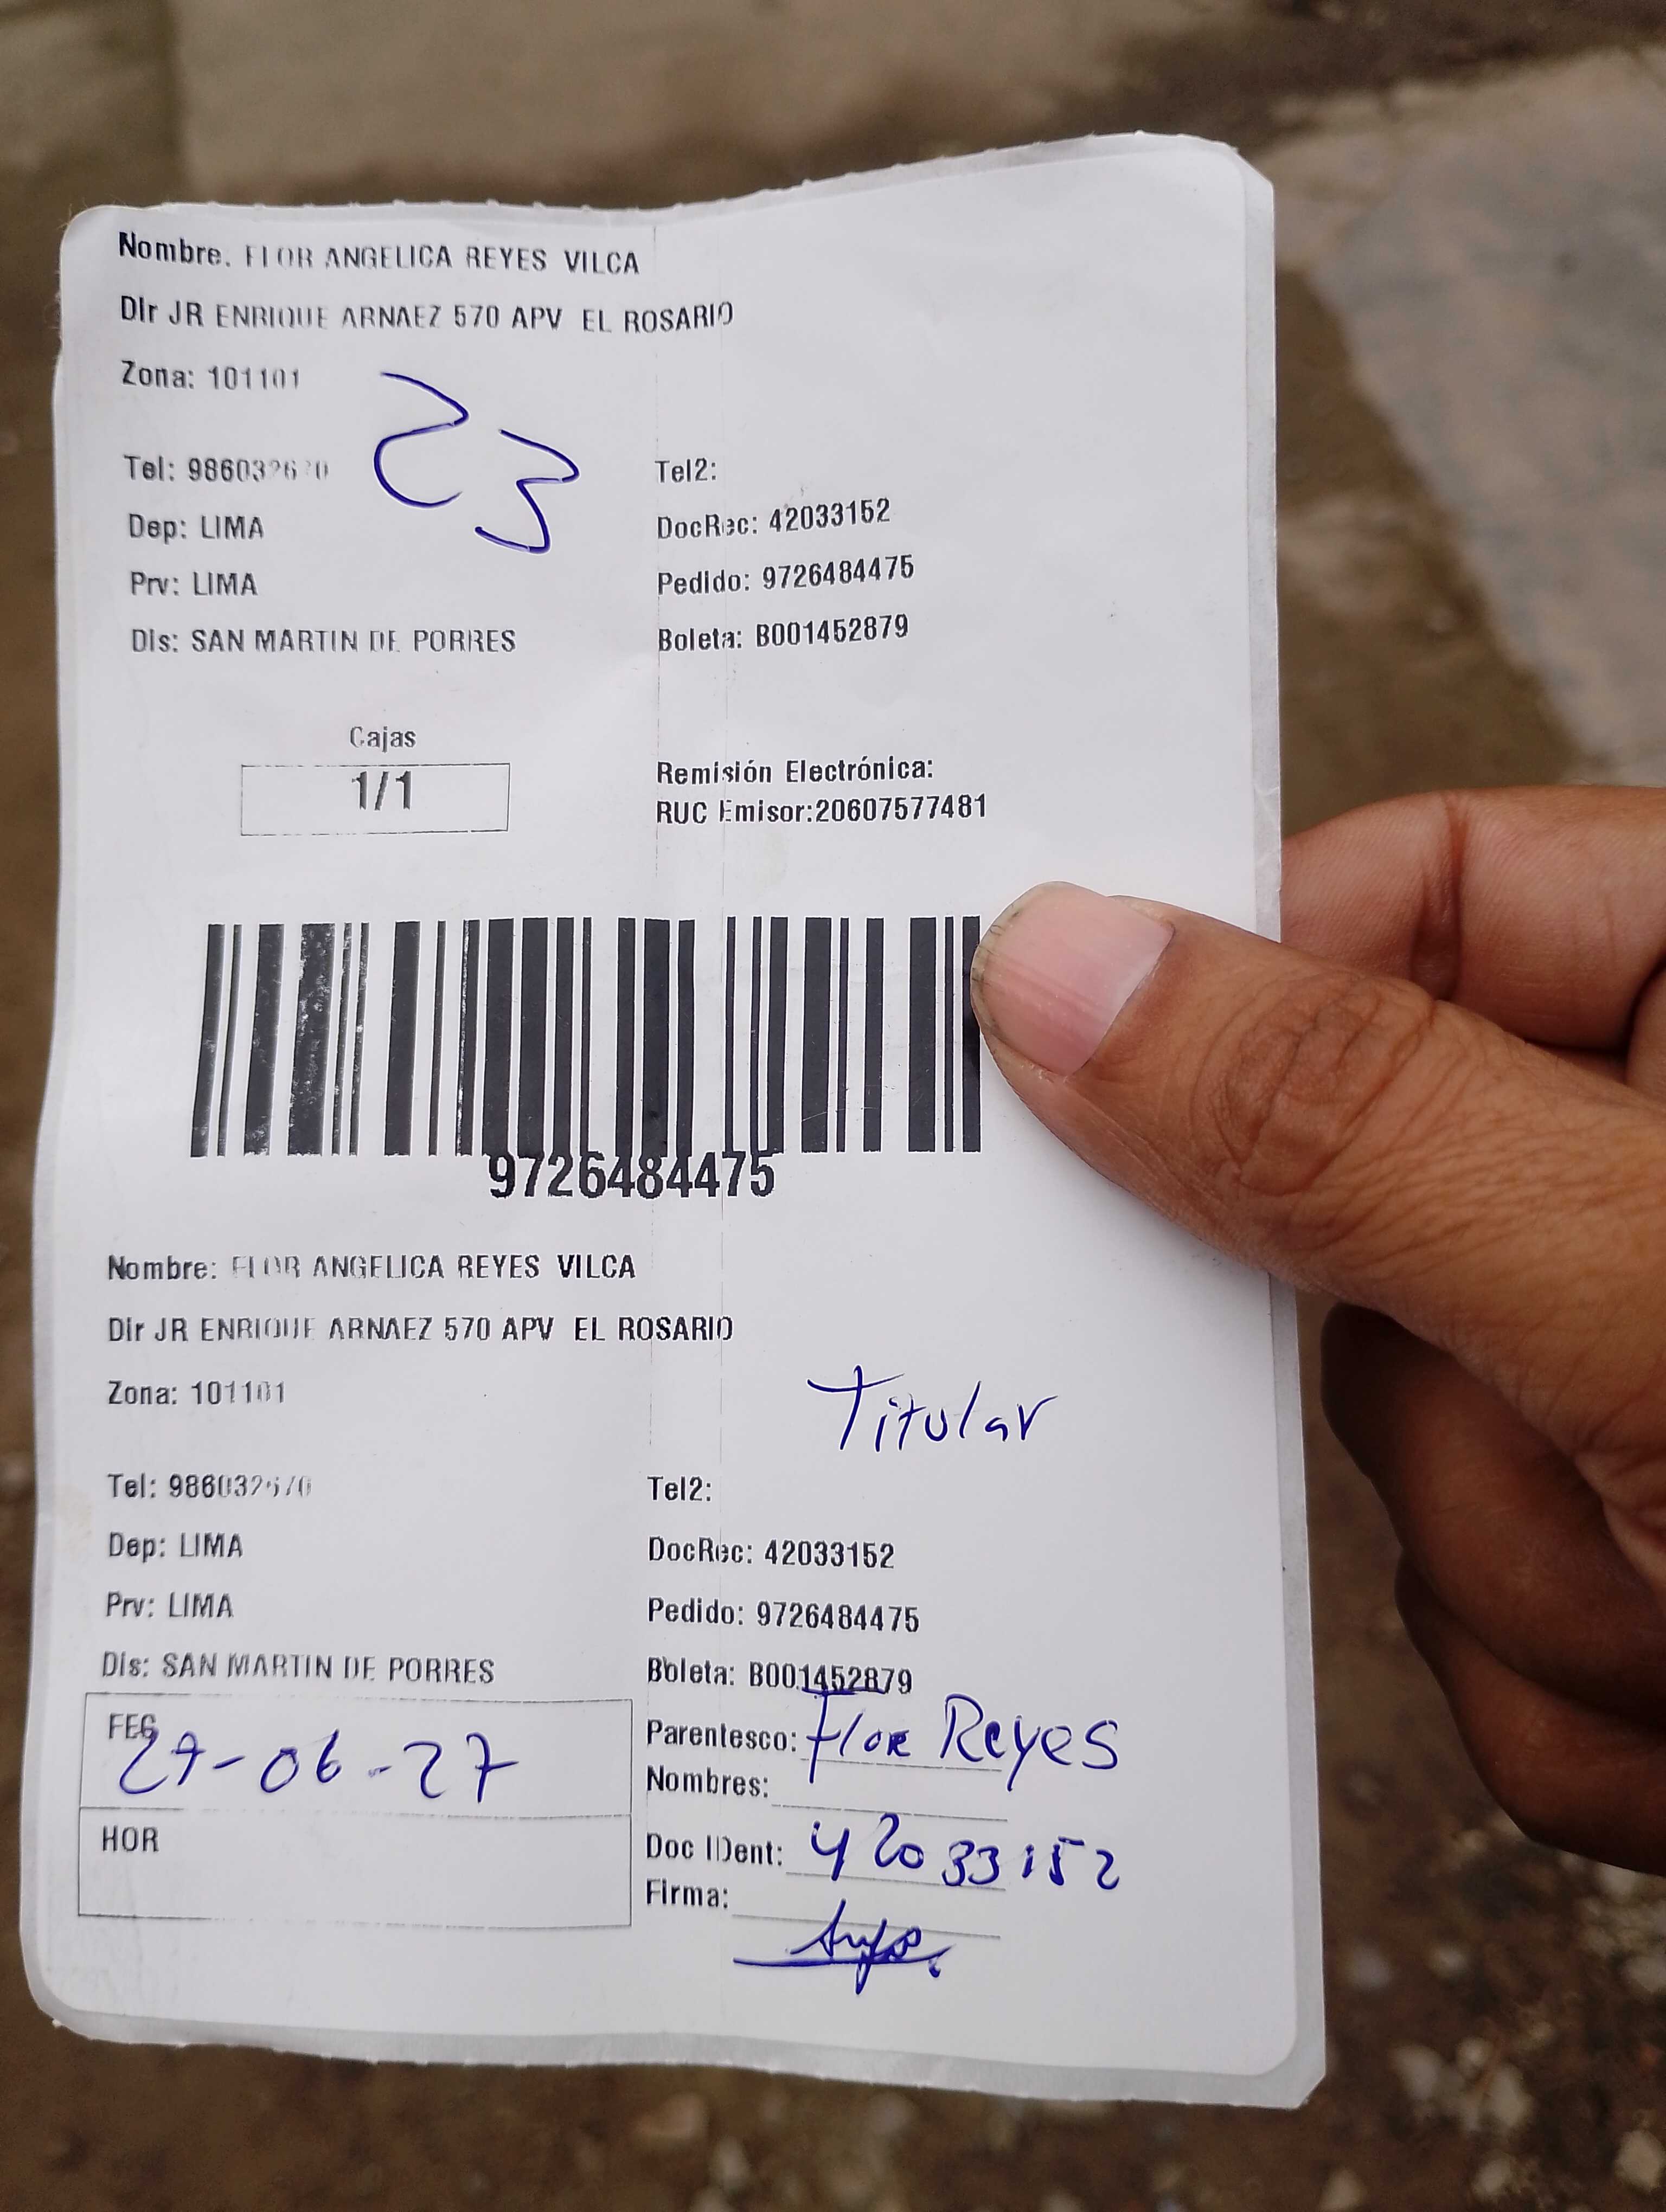 Nombre. FLOR ANGELICA REYES VILCA
Dir JR ENRIQUE ARNAEZ 570 APV EL ROSARIO
Zona: 101101
23
Tel: Tel2:
Dep: LIMA DocRec: 42033152
Prv: LIMA Pedido: 9726484475
Dis: SAN MARTIN DE PORRES Boleta: B001452879
Cajas
1/1
Remisión Electrónica:
RUC Emisor:20607577481
9726484475
Nombre: FLOR ANGELICA REYES VILCA
Dir JR ENRIQUE ARNAEZ 570 APV EL ROSARIO
Zona: 101101
Titular
Tel: Tel2:
Dep: LIMA DocRec: 42033152
Prv: LIMA Pedido: 9726484475
Dis: SAN MARTIN DE PORRES Boleta: B001452879
FEC
Parentesco: Flor Reyes
Nombres:
HOR
Doc IDent: 42033152
Firma: